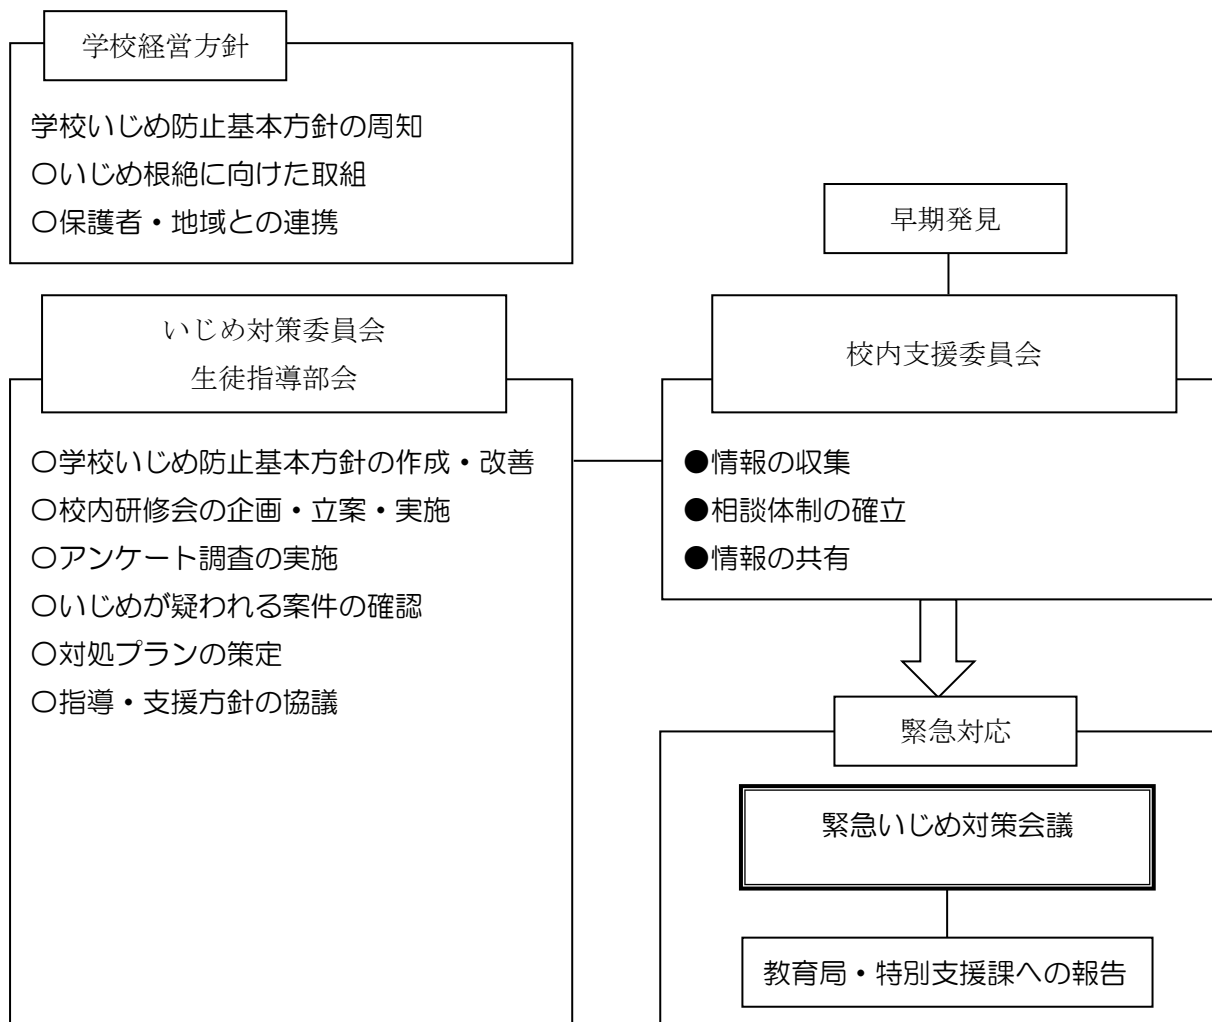 学校経営方針
学校いじめ防止基本方針の周知
○いじめ根絶に向けた取組
○保護者・地域との連携
いじめ対策委員会
生徒指導部会
○学校いじめ防止基本方針の作成・改善
○校内研修会の企画・立案・実施
○アンケート調査の実施
○いじめが疑われる案件の確認
○対処プランの策定
○指導・支援方針の協議
早期発見
校内支援委員会
●情報の収集
●相談体制の確立
●情報の共有
緊急対応
緊急いじめ対策会議
教育局・特別支援課への報告